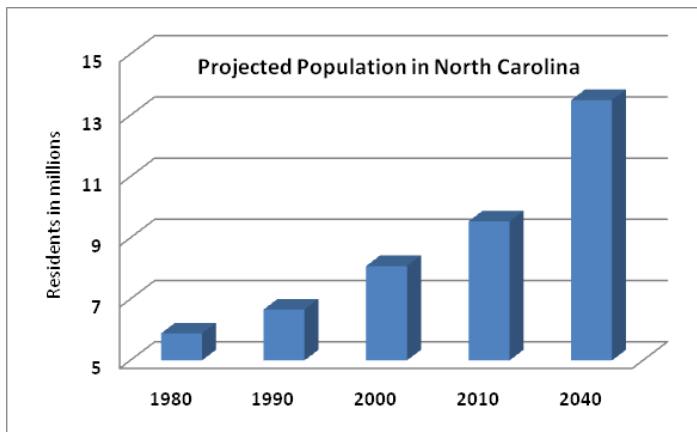 Projected Population in North Carolina
Residents in millions
15
13
11
9
7
5
1980 1990 2000 2010 2040